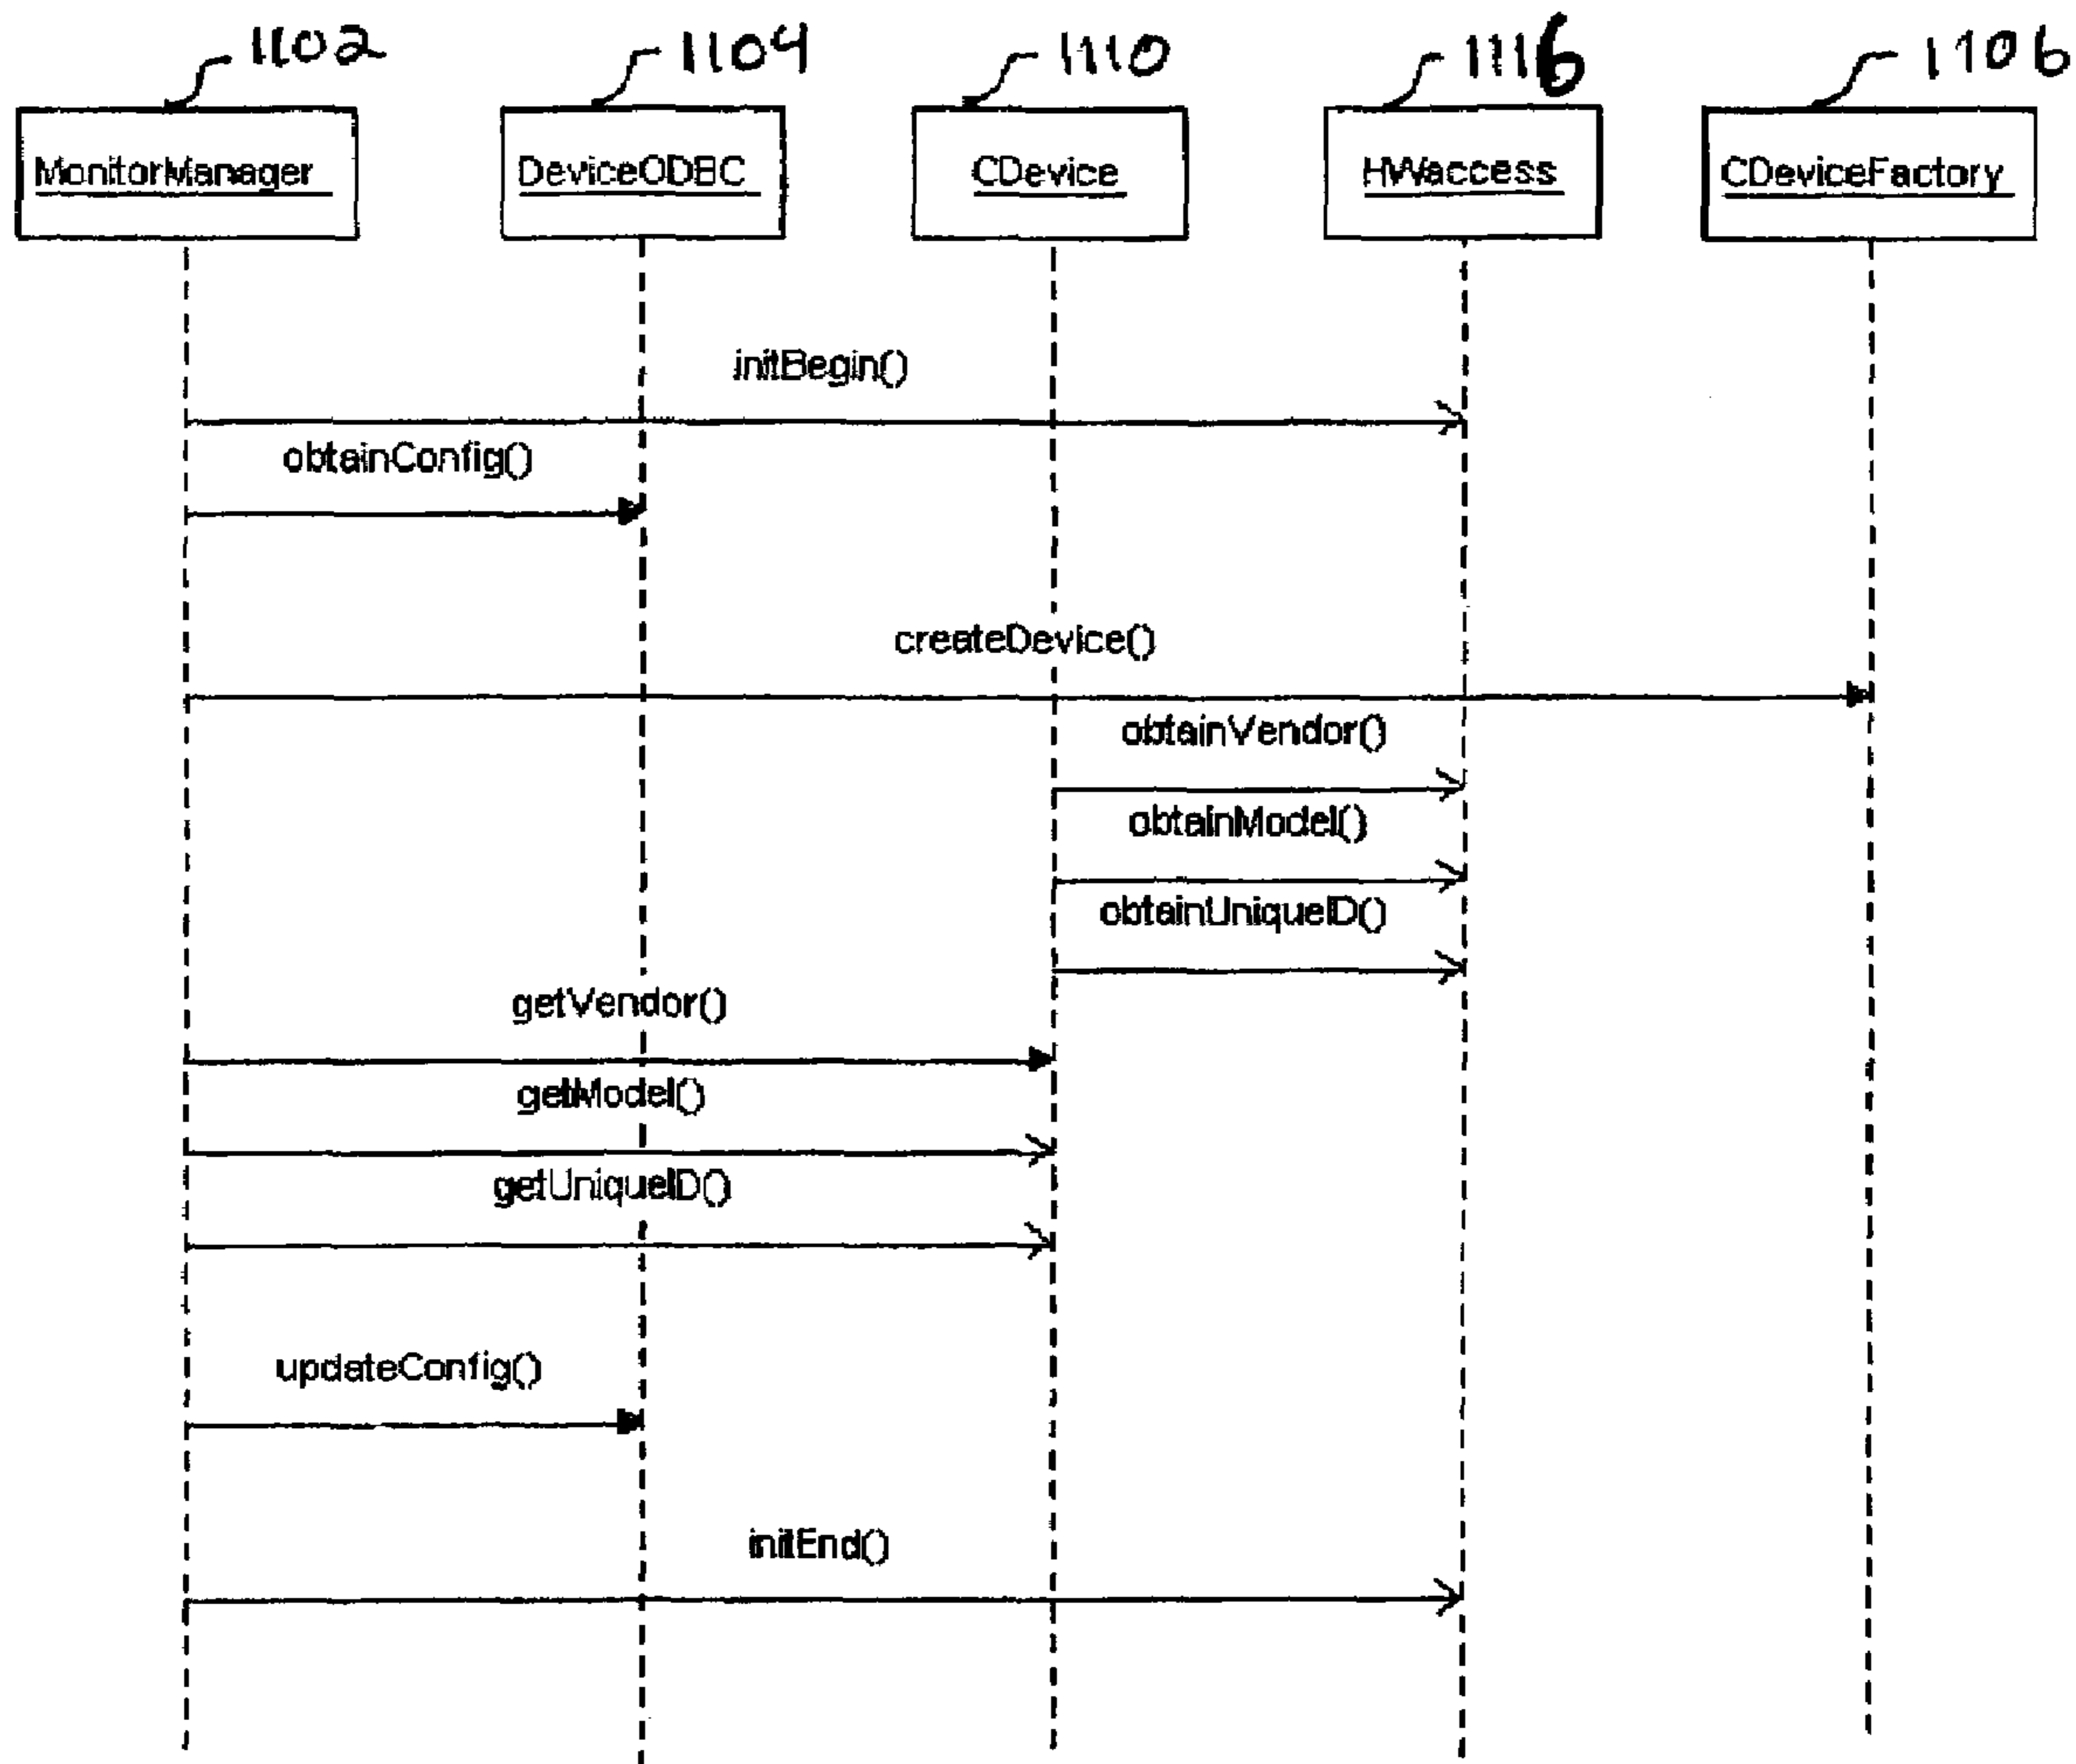 1102 1104 1110 1116 1106
MonitorManager DeviceODBC CDevice HWaccess CDeviceFactory
initBegin()
obtainConfig()
createDevice()
obtainVendor()
obtainModel()
obtainUniqueID()
getVendor()
getModel()
getUniqueID()
updateConfig()
initEnd()